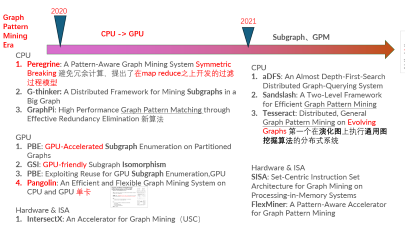 Graph
Pattern
Mining
Era
2020
CPU -> GPU
2021
Subgraph、GPM
CPU
1. Peregrine: A Pattern-Aware Graph Mining System Symmetric
Breaking 避免冗余计算，提出了在map reduce之上开发的过滤
过程模型
2. G-thinker: A Distributed Framework for Mining Subgraphs in a
Big Graph
3. GraphPi: High Performance Graph Pattern Matching through
Effective Redundancy Elimination 新算法
GPU
1. PBE: GPU-Accelerated Subgraph Enumeration on Partitioned
Graphs
2. GSI: GPU-friendly Subgraph Isomorphism
3. PBE: Exploiting Reuse for GPU Subgraph Enumeration,GPU
4. Pangolin: An Efficient and Flexible Graph Mining System on
CPU and GPU 单卡
Hardware & ISA
1. IntersectX: An Accelerator for Graph Mining（USC）
CPU
1. aDFS: An Almost Depth-First-Search
Distributed Graph-Querying System
2. Sandslash: A Two-Level Framework
for Efficient Graph Pattern Mining
3. Tesseract: Distributed, General
Graph Pattern Mining on Evolving
Graphs 第一个在演化图上执行通用图
挖掘算法的分布式系统
Hardware & ISA
SISA: Set-Centric Instruction Set
Architecture for Graph Mining on
Processing-in-Memory Systems
FlexMiner: A Pattern-Aware Accelerator
for Graph Pattern Mining